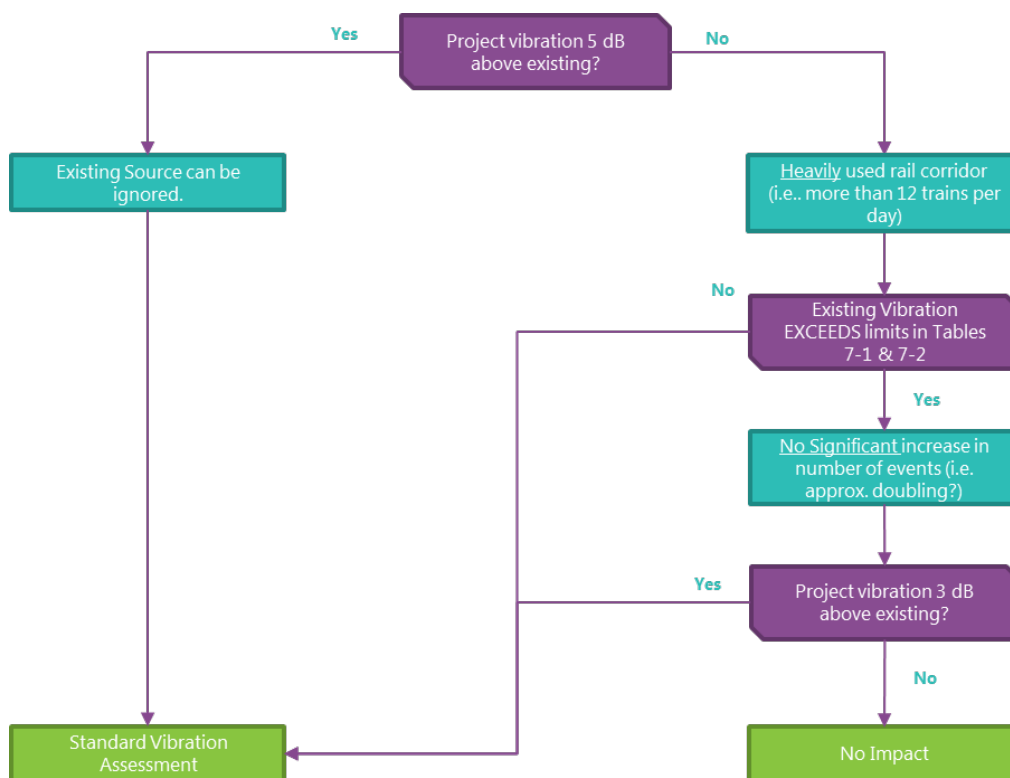 Yes
Project vibration 5 dB
above existing?
No
Existing Source can be
ignored.
Heavily used rail corridor
(i.e.. more than 12 trains per
day)
No
Existing Vibration
EXCEEDS limits in Tables
7-1 & 7-2
Yes
No Significant increase in
number of events (i.e.
approx. doubling?)
Yes
Project vibration 3 dB
above existing?
No
Standard Vibration
Assessment
No Impact